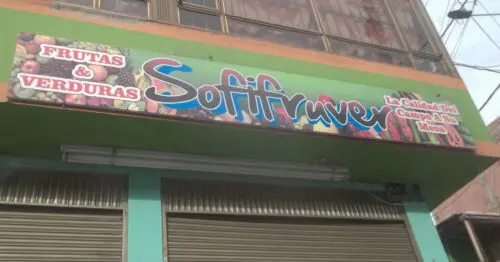 FRUTAS
&
VERDURAS
Sofifruver
La Calidad Del
Campo A Su
Mesa